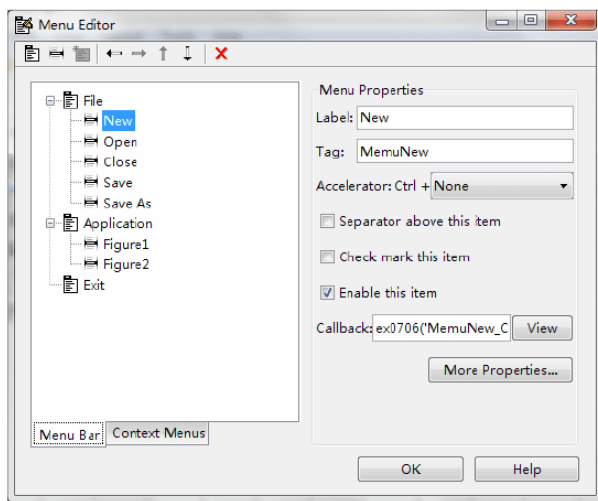 Menu Editor
File
New
Open
Close
Save
Save As
Application
Figure1
Figure2
Exit
Menu Bar
Context Menus
Menu Properties
Label: New
Tag: MemuNew
Accelerator: Ctrl + None
Separator above this item
Check mark this item
Enable this item
Callback: ex0706('MemuNew_C View
More Properties...
OK
Help